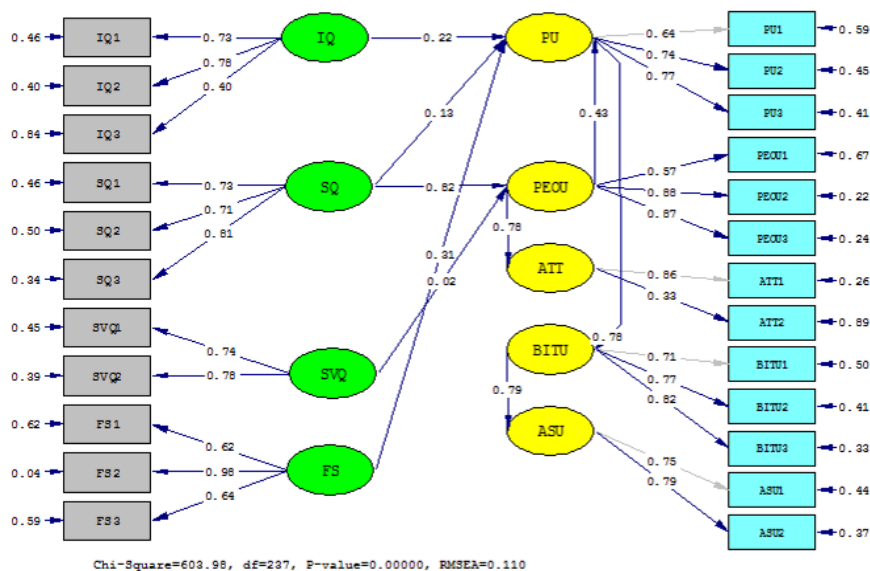 0.46 IQ1 0.73 IQ 0.22 PU 0.64 PU1 0.59
0.40 IQ2 0.78 0.74 PU2 0.45
0.84 IQ3 0.40 0.77 PU3 0.41
0.13 0.43
0.46 SQ1 0.73 SQ 0.82 PEOU 0.57 PEOU1 0.67
0.50 SQ2 0.71 0.88 PEOU2 0.22
0.34 SQ3 0.81 0.87 PEOU3 0.24
0.78
0.31 ATT 0.86 ATT1 0.26
0.02 0.33 ATT2 0.89
0.45 SVQ1 0.74 0.78
0.39 SVQ2 0.78 SVQ BITU 0.71 BITU1 0.50
0.77 BITU2 0.41
0.79 0.82 BITU3 0.33
0.62 FS1 0.62 ASU 0.75 ASU1 0.44
0.04 FS2 0.98 FS 0.79 ASU2 0.37
0.59 FS3 0.64
Chi-Square=603.98, df=237, P-value=0.00000, RMSEA=0.110